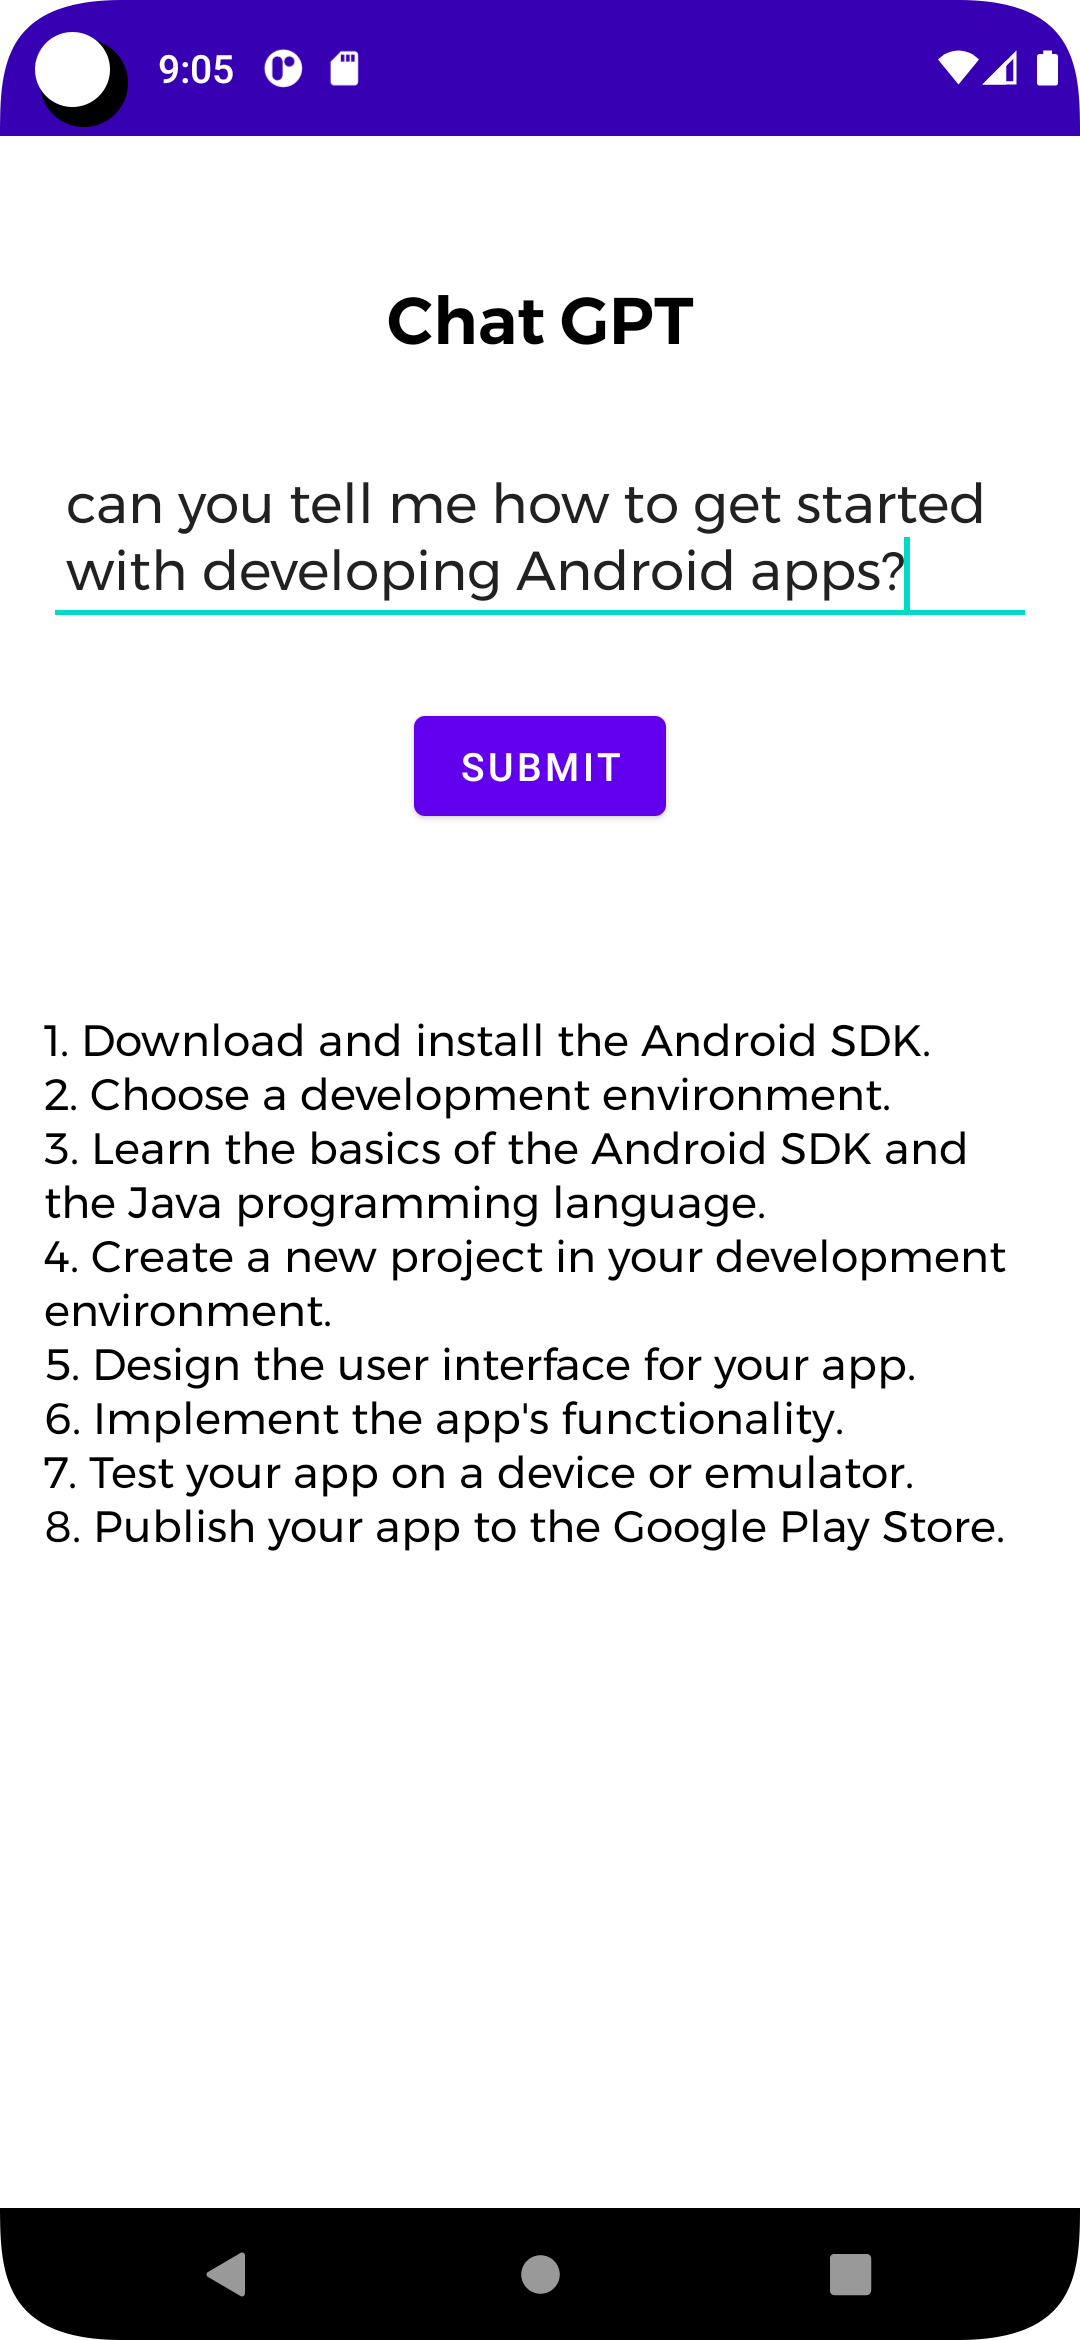 9:05
Chat GPT
can you tell me how to get started
with developing Android apps?
SUBMIT
1. Download and install the Android SDK.
2. Choose a development environment.
3. Learn the basics of the Android SDK and
the Java programming language.
4. Create a new project in your development
environment.
5. Design the user interface for your app.
6. Implement the app's functionality.
7. Test your app on a device or emulator.
8. Publish your app to the Google Play Store.